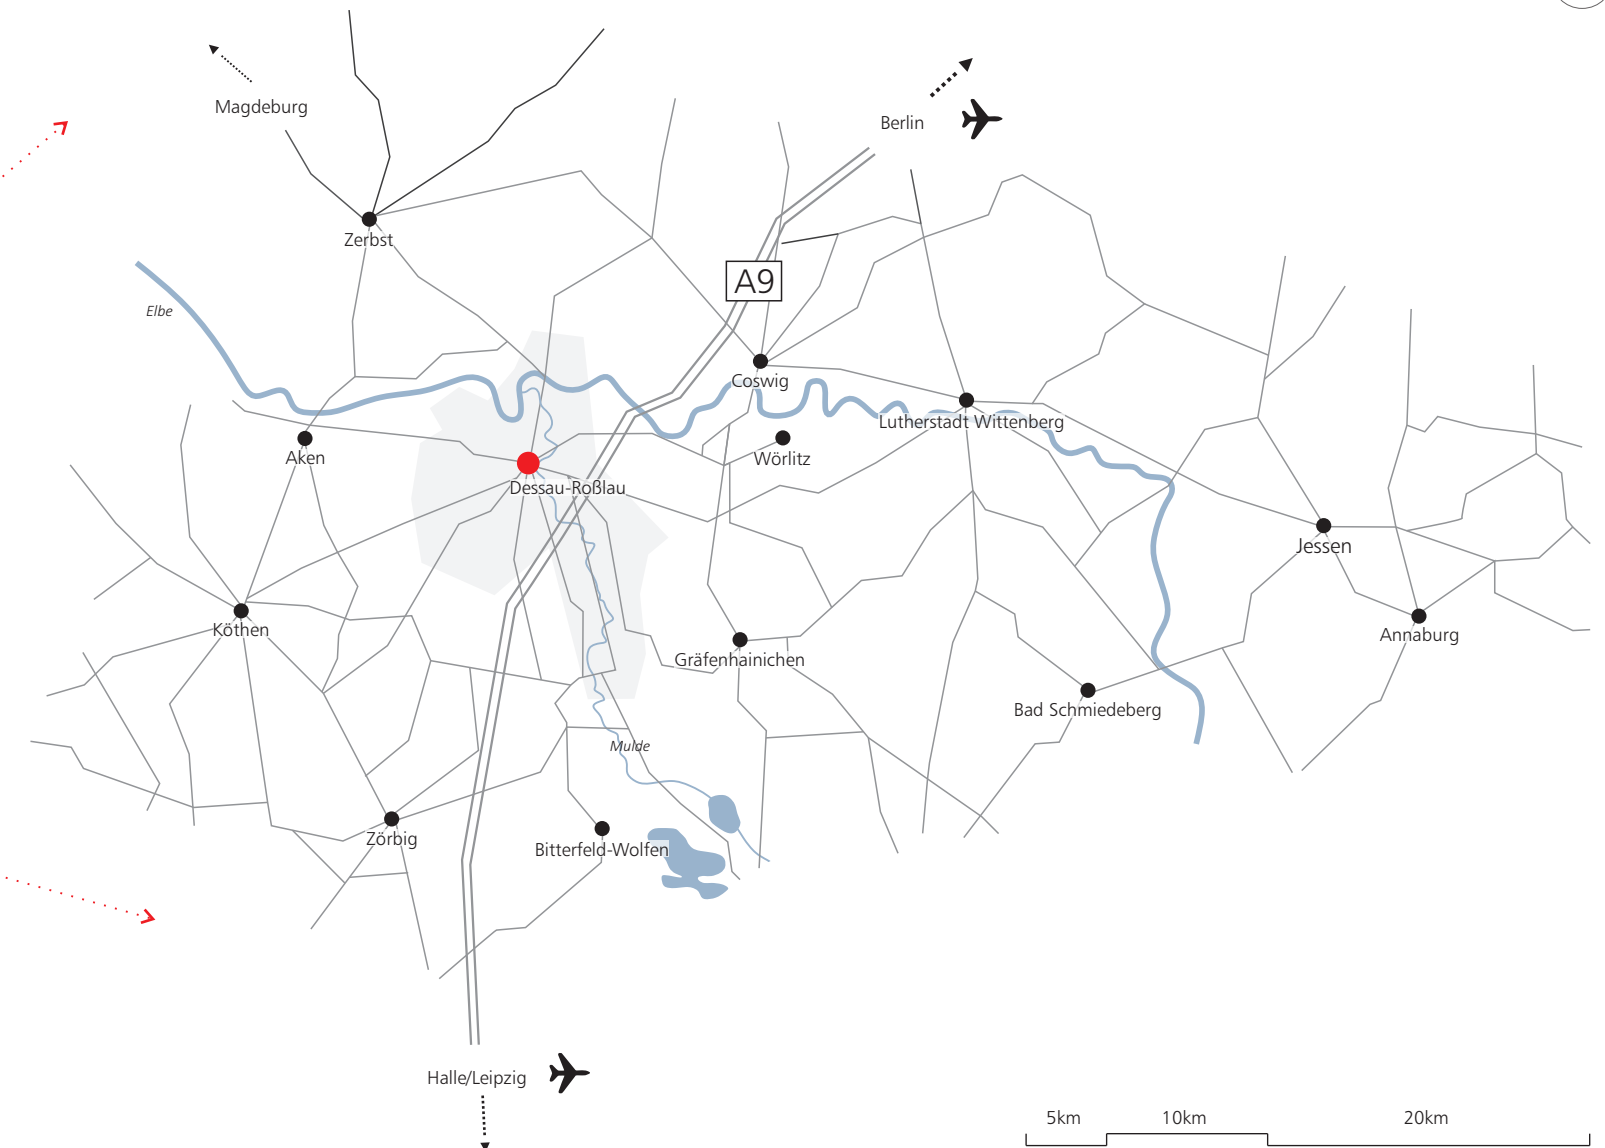 Magdeburg
Berlin
Zerbst
A9
Elbe
Coswig
Lutherstadt Wittenberg
Aken
Wörlitz
Dessau-Roßlau
Jessen
Köthen
Annaburg
Gräfenhainichen
Bad Schmiedeberg
Mulde
Zörbig
Bitterfeld-Wolfen
Halle/Leipzig
5km 10km 20km